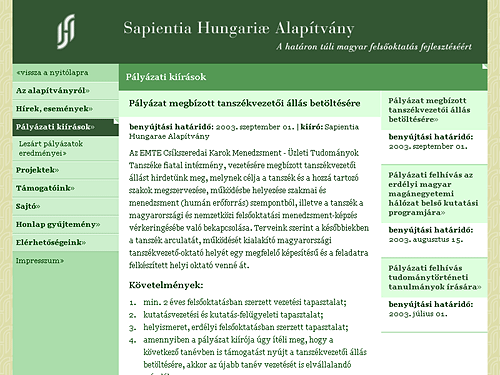 Sapientia Hungariæ Alapítvány
A határon túli magyar felsőoktatás fejlesztéséért
«vissza a nyitólapra
Az alapítványról»
Hírek, események»
Pályázati kiírások»
Lezárt pályázatok
eredményei»
Projektek»
Támogatóink»
Sajtó»
Honlap gyűjtemény»
Elérhetőségeink»
Impresszum»
Pályázati kiírások
Pályázat megbízott tanszékvezetői állás betöltésére
benyújtási határidő: 2003. szeptember 01. | kiíró: Sapientia
Hungarae Alapítvány
Az EMTE Csíkszeredai Karok Menedzsment - Üzleti Tudományok
Tanszéke fiatal intézmény, vezetésére megbízott tanszékvezetői
állást hirdetünk meg, melynek célja a tanszék és a hozzá tartozó
szakok megszervezése, működésbe helyezése szakmai és
menedzsment (humán erőforrás) szempontból, illetve a tanszék a
magyarországi és nemzetközi felsőoktatási menedzsment-képzés
vérkeringésébe való bekapcsolása. Terveink szerint a későbbiekben
a tanszék arculatát, működését kialakító magyarországi
tanszékvezető-oktató helyét egy megfelelő képesítésű és a feladatra
felkészített helyi oktató venné át.
Követelmények:
1. min. 2 éves felsőoktatásban szerzett vezetési tapasztalat;
2. kutatásvezetési és kutatás-felügyeleti tapasztalat;
3. helyismeret, erdélyi felsőoktatásban szerzett tapasztalat;
4. amennyiben a pályázat kiírója úgy ítéli meg, hogy a
következő tanévben is támogatást nyújt a tanszékvezetői állás
betöltésére, akkor az újabb tanév vezetését is elvállalandó
Pályázat megbízott
tanszékvezetői állás
betöltésére»
benyújtási határidő:
2003. szeptember 01.
Pályázati felhívás az
erdélyi magyar
magánegyetemi
hálózat belső kutatási
programjára»
benyújtási határidő:
2003. augusztus 15.
Pályázati felhívás
tudománytörténeti
tanulmányok írására»
benyújtási határidő:
2003. július 01.